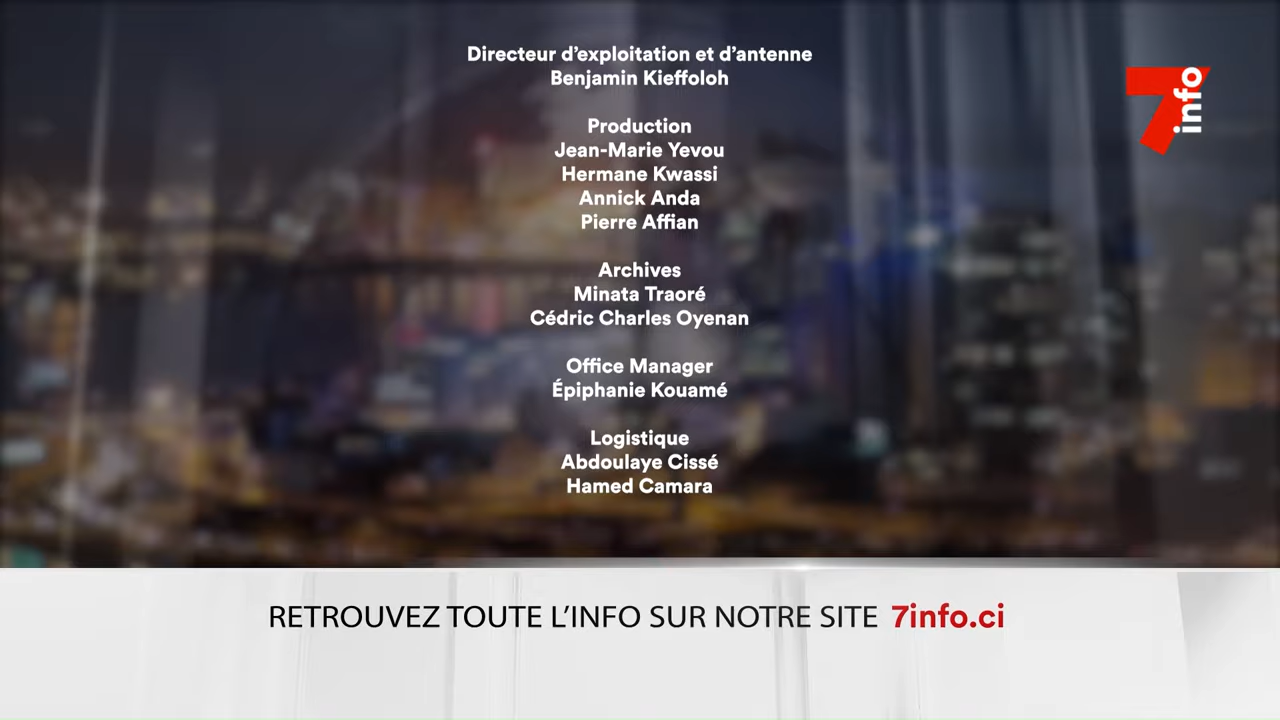 Directeur d’exploitation et d’antenne
Benjamin Kieffoloh
Production
Jean-Marie Yevou
Hermane Kwassi
Annick Anda
Pierre Affian
Archives
Minata Traoré
Cédric Charles Oyenan
Office Manager
Épiphanie Kouamé
Logistique
Abdoulaye Cissé
Hamed Camara
7info
RETROUVEZ TOUTE L’INFO SUR NOTRE SITE 7info.ci